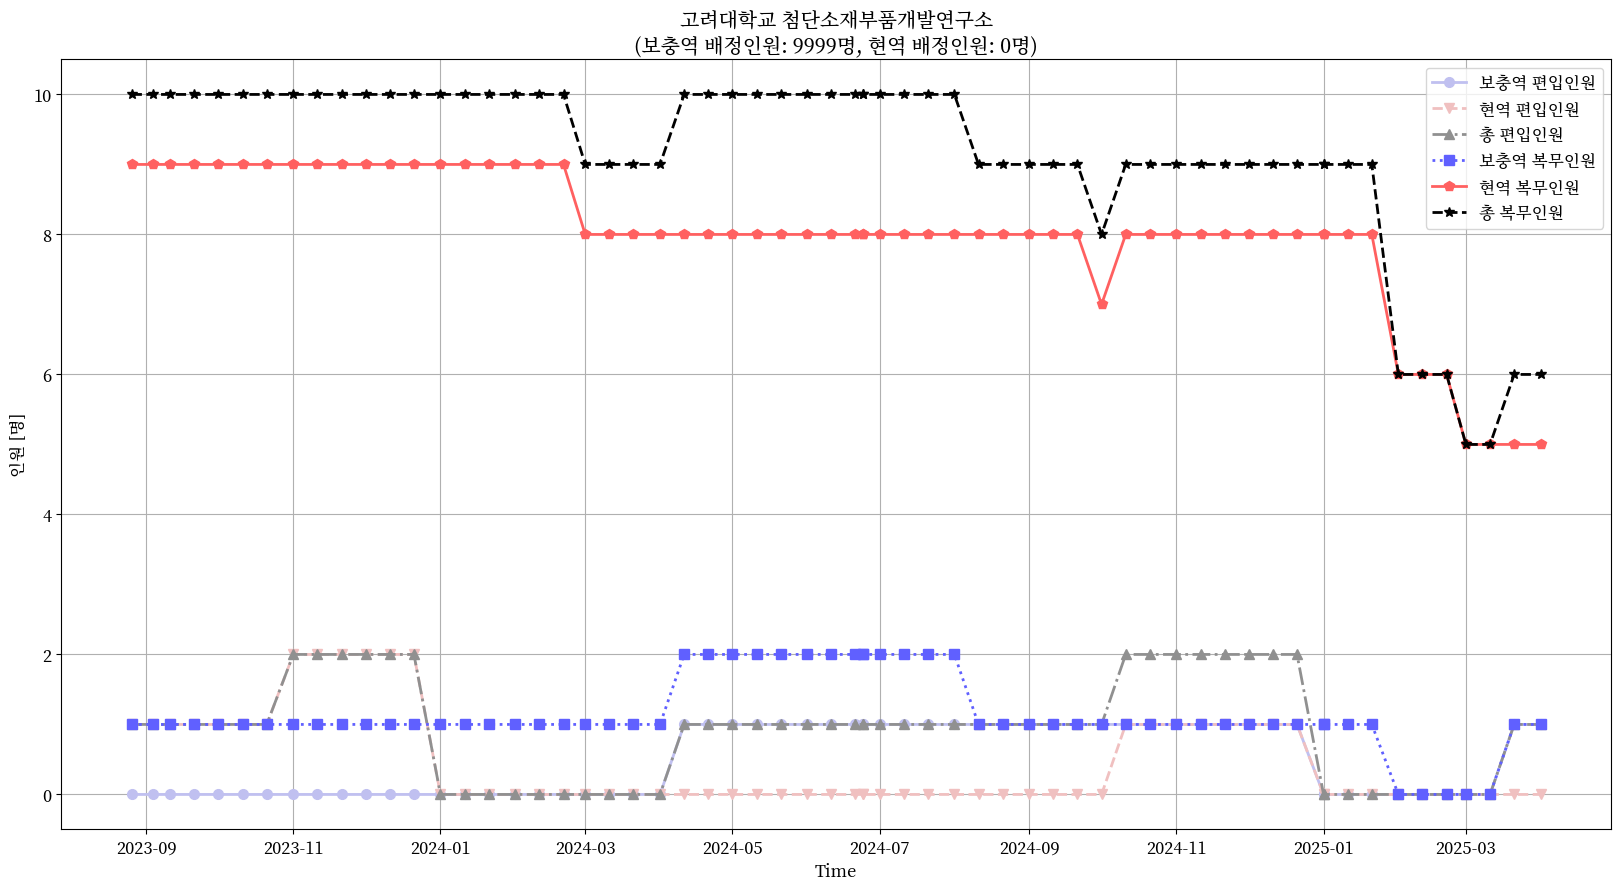 고려대학교 첨단소재부품개발연구소
(보충역 배정인원: 9999명, 현역 배정인원: 0명)
보충역 편입인원
현역 편입인원
총 편입인원
보충역 복무인원
현역 복무인원
총 복무인원
인원 [명]
10
8
6
4
2
0
2023-09
2023-11
2024-01
2024-03
2024-05
2024-07
2024-09
2024-11
2025-01
2025-03
Time